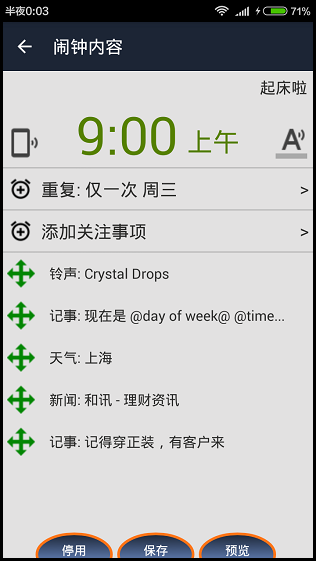 半夜0:03
71%
闹钟内容
起床啦
9:00 上午
A
重复: 仅一次 周三 >
添加关注事项 >
铃声: Crystal Drops
记事: 现在是 @day of week@ @time...
天气: 上海
新闻: 和讯 - 理财资讯
记事: 记得穿正装，有客户来
停用 保存 预览